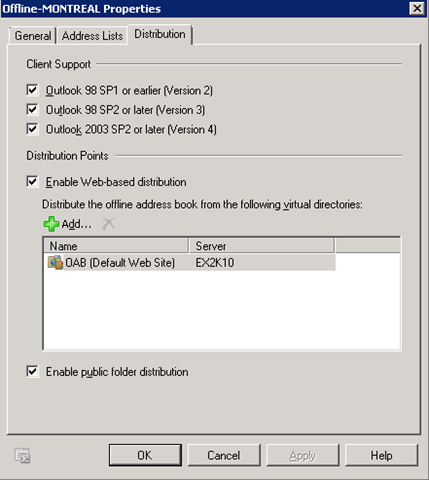 Offline-MONTREAL Properties
General Address Lists Distribution
Client Support
Outlook 98 SP1 or earlier (Version 2)
Outlook 98 SP2 or later (Version 3)
Outlook 2003 SP2 or later (Version 4)
Distribution Points
Enable Web-based distribution
Distribute the offline address book from the following virtual directories:
Add...
Name Server
OAB (Default Web Site) EX2K10
Enable public folder distribution
OK Cancel Apply Help